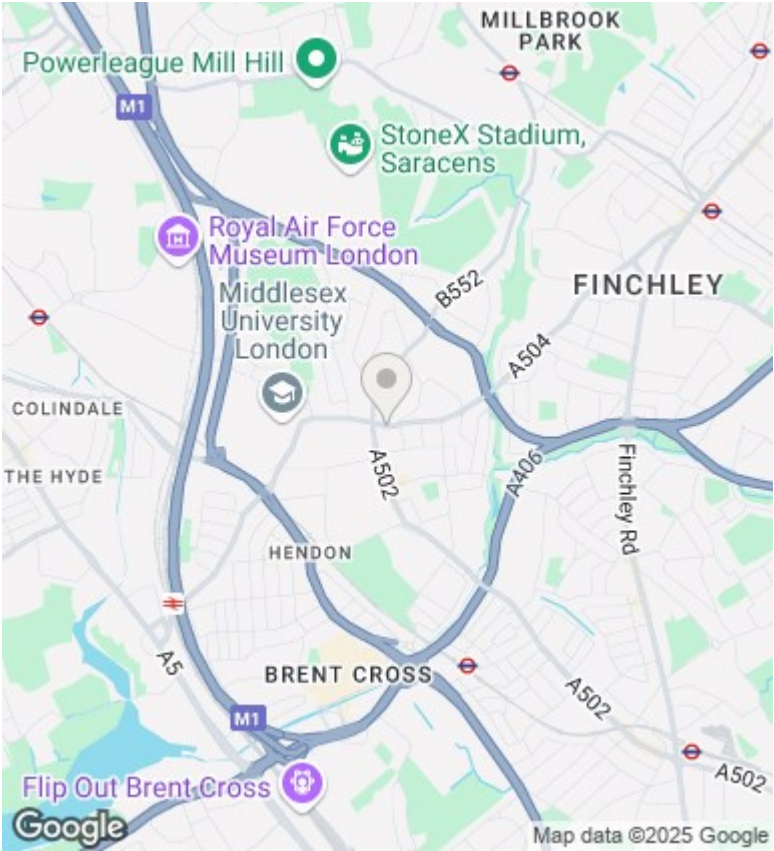 MILLBROOK
PARK
Powerleague Mill Hill
M1
StoneX Stadium,
Saracens
Royal Air Force
Museum London
B552
FINCHLEY
Middlesex
University
London
A504
COLINDALE
A502
THE HYDE
A406
Finchley Rd
HENDON
A5
BRENT CROSS
A502
M1
A502
Flip Out Brent Cross
Google
Map data ©2025 Google